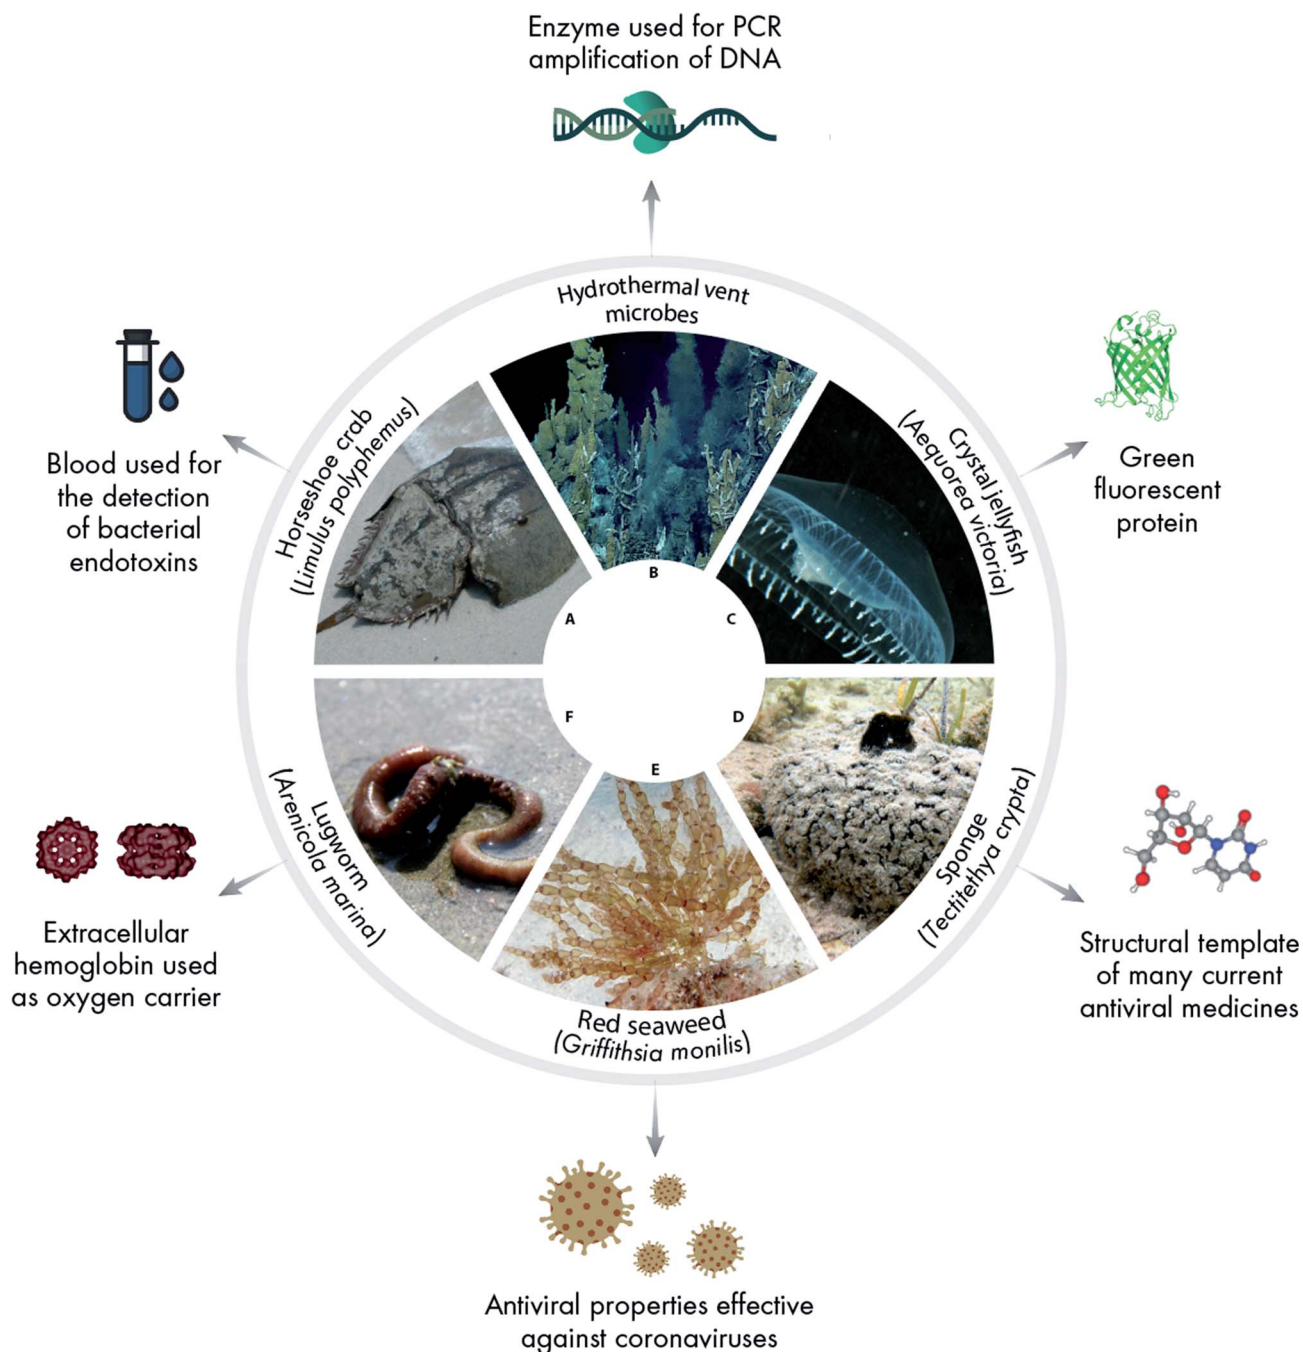 Enzyme used for PCR
amplification of DNA
Hydrothermal vent
microbes
Horseshoe crab
(Limulus polyphemus)
Crystal jellyfish
(Aequorea victoria)
Blood used for
the detection
of bacterial
endotoxins
Green
fluorescent
protein
B
A
C
F
D
E
Lugworm
(Arenicola marina)
Sponge
(Tectitethya crypta)
Extracellular
hemoglobin used
as oxygen carrier
Structural template
of many current
antiviral medicines
Red seaweed
(Griffithsia monilis)
Antiviral properties effective
against coronaviruses